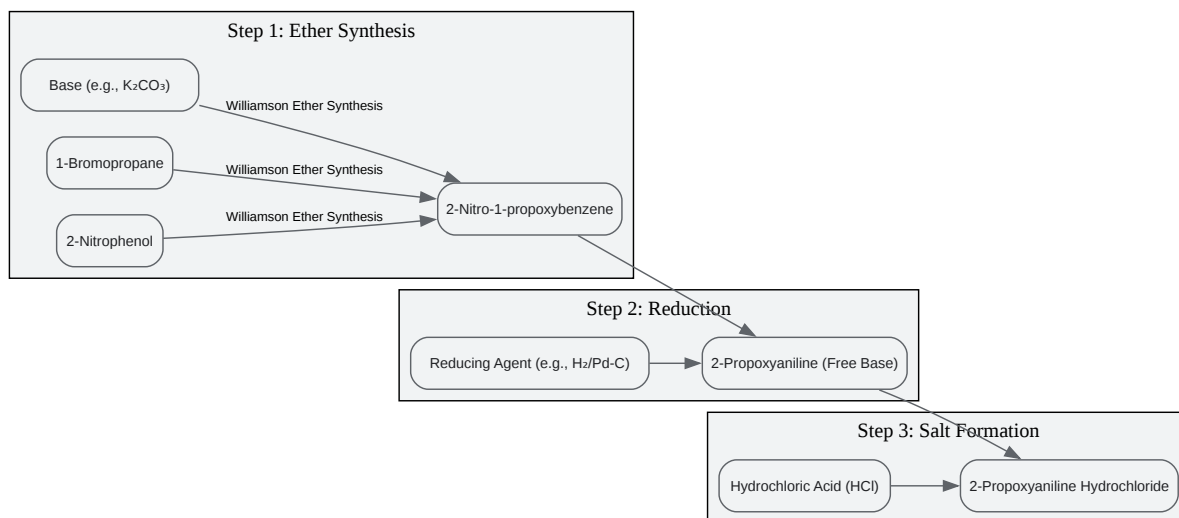 Step 1: Ether Synthesis
Base (e.g., K₂CO₃)
Williamson Ether Synthesis
1-Bromopropane
Williamson Ether Synthesis
2-Nitro-1-propoxybenzene
Williamson Ether Synthesis
2-Nitrophenol
Step 2: Reduction
Reducing Agent (e.g., H₂/Pd-C)
2-Propoxyaniline (Free Base)
Step 3: Salt Formation
Hydrochloric Acid (HCl)
2-Propoxyaniline Hydrochloride